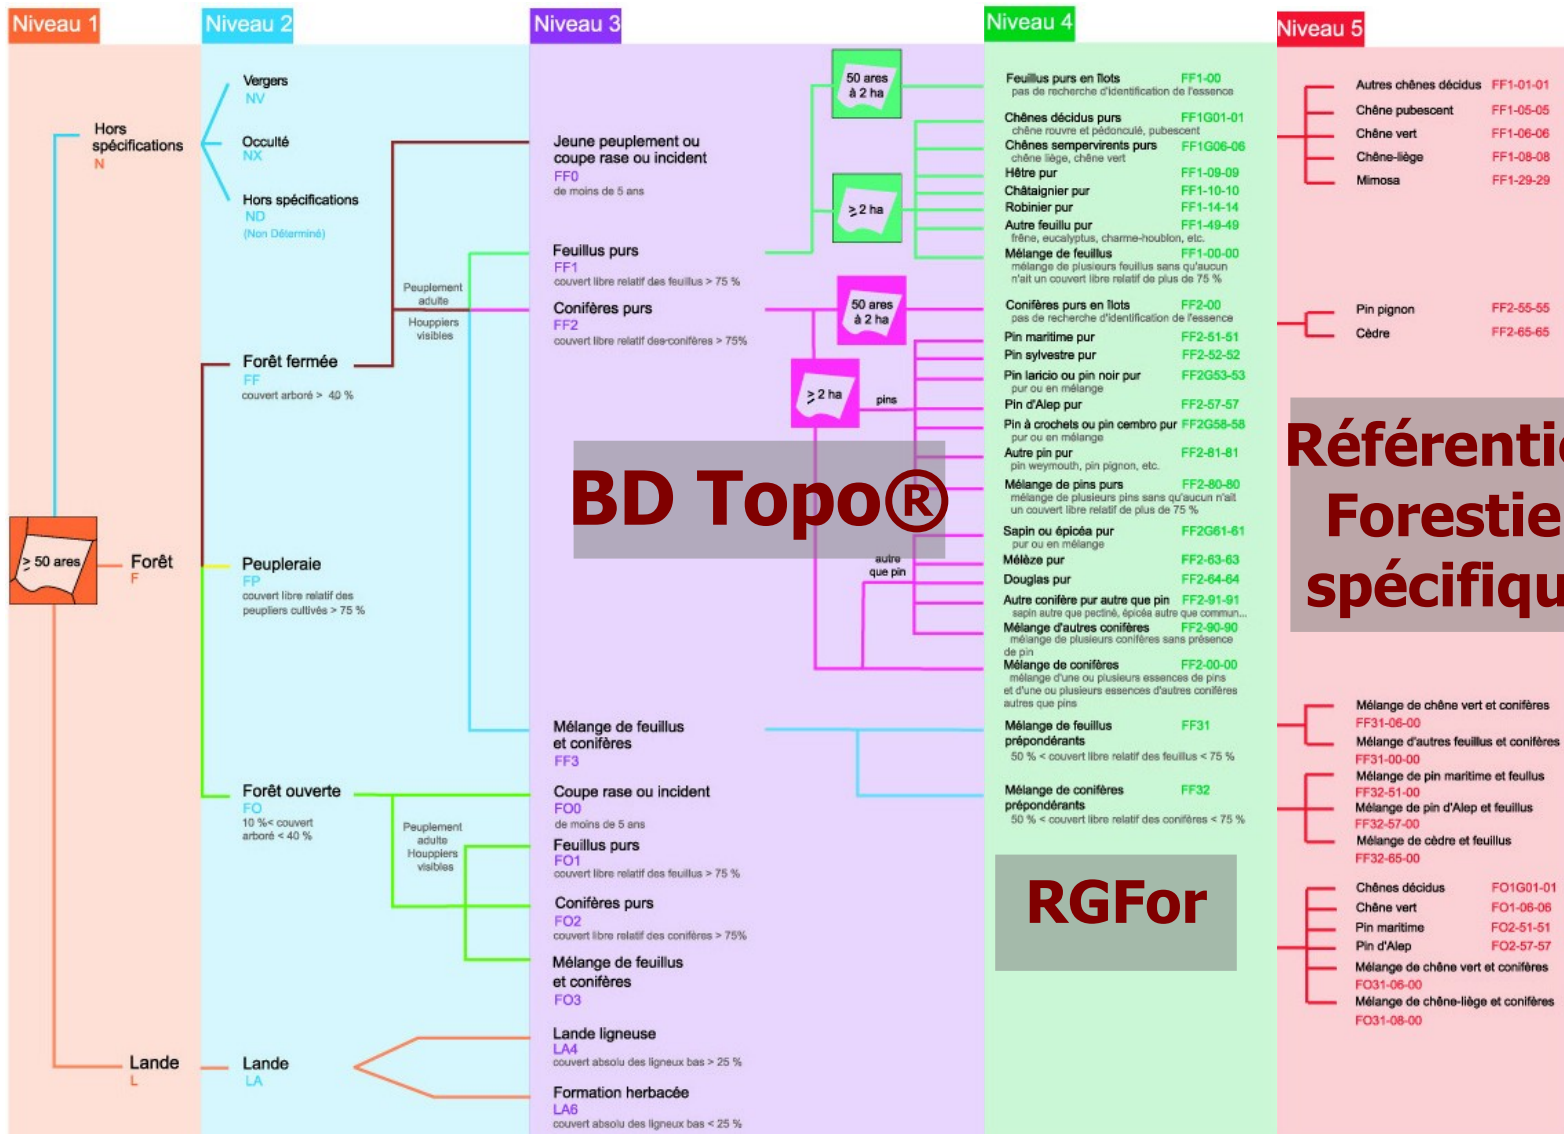 Niveau 1
Hors
spécifications
N
> 50 ares
Forêt
F
Lande
L
Niveau 2
Vergers
NV
Occulté
NX
Hors spécifications
ND
(Non Déterminé)
Forêt fermée
FF
couvert arboré > 40 %
Peupleraie
FP
couvert libre relatif des
peupliers cultivés > 75 %
Forêt ouverte
FO
10 %< couvert
arboré < 40 %
Lande
LA
Peuplement
adulte
Houppiers
visibles
Peuplement
adulte
Houppiers
visibles
Niveau 3
Jeune peuplement ou
coupe rase ou incident
FF0
de moins de 5 ans
Feuillus purs
FF1
couvert libre relatif des feuillus > 75 %
Conifères purs
FF2
couvert libre relatif des conifères > 75%
50 ares
à 2 ha
≥ 2 ha
50 ares
à 2 ha
≥ 2 ha
pins
BD Topo®
autre
que pin
Mélange de feuillus
et conifères
FF3
Coupe rase ou incident
FO0
de moins de 5 ans
Feuillus purs
FO1
couvert libre relatif des feuillus > 75 %
Conifères purs
FO2
couvert libre relatif des conifères > 75%
Mélange de feuillus
et conifères
FO3
Lande ligneuse
LA4
couvert absolu des ligneux bas > 25 %
Formation herbacée
LA6
couvert absolu des ligneux bas < 25 %
Niveau 4
Feuillus purs en îlots FF1-00
pas de recherche d'identification de l'essence
Chênes décidus purs FF1G01-01
chêne rouvre et pédonculé, pubescent
Chênes sempervirents purs FF1G06-06
chêne liège, chêne vert
Hêtre pur FF1-09-09
Châtaignier pur FF1-10-10
Robinier pur FF1-14-14
Autre feuillu pur FF1-49-49
frêne, eucalyptus, charme-houblon, etc.
Mélange de feuillus FF1-00-00
mélange de plusieurs feuillus sans qu'aucun
n'ait un couvert libre relatif de plus de 75 %
Conifères purs en îlots FF2-00
pas de recherche d'identification de l'essence
Pin maritime pur FF2-51-51
Pin sylvestre pur FF2-52-52
Pin laricio ou pin noir pur FF2G53-53
pur ou en mélange
Pin d'Alep pur FF2-57-57
Pin à crochets ou pin cembro pur FF2G58-58
pur ou en mélange
Autre pin pur FF2-81-81
pin weymouth, pin pignon, etc.
Mélange de pins purs FF2-80-80
mélange de plusieurs pins sans qu'aucun n'ait
un couvert libre relatif de plus de 75 %
Sapin ou épicéa pur FF2G61-61
pur ou en mélange
Mélèze pur FF2-63-63
Douglas pur FF2-64-64
Autre conifère pur autre que pin FF2-91-91
sapin autre que pectiné, épicéa autre que commun...
Mélange d'autres conifères FF2-90-90
mélange de plusieurs conifères sans présence
de pin
Mélange de conifères FF2-00-00
mélange d'une ou plusieurs essences de pins
et d'une ou plusieurs essences d'autres conifères
autres que pins
Mélange de feuillus FF31
prépondérants
50 % < couvert libre relatif des feuillus < 75 %
Mélange de conifères FF32
prépondérants
50 % < couvert libre relatif des conifères < 75 %
RGFor
Niveau 5
Autres chênes décidus FF1-01-01
Chêne pubescent FF1-05-05
Chêne vert FF1-06-06
Chêne-liège FF1-08-08
Mimosa FF1-29-29
Pin pignon FF2-55-55
Cèdre FF2-65-65
Référentie
Forestie
spécifiqu
Mélange de chêne vert et conifères
FF31-06-00
Mélange d'autres feuillus et conifères
FF31-00-00
Mélange de pin maritime et feullus
FF32-51-00
Mélange de pin d'Alep et feuillus
FF32-57-00
Mélange de cèdre et feuillus
FF32-65-00
Chênes décidus FO1G01-01
Chêne vert FO1-06-06
Pin maritime FO2-51-51
Pin d'Alep FO2-57-57
Mélange de chêne vert et conifères
FO31-06-00
Mélange de chêne-liège et conifères
FO31-08-00